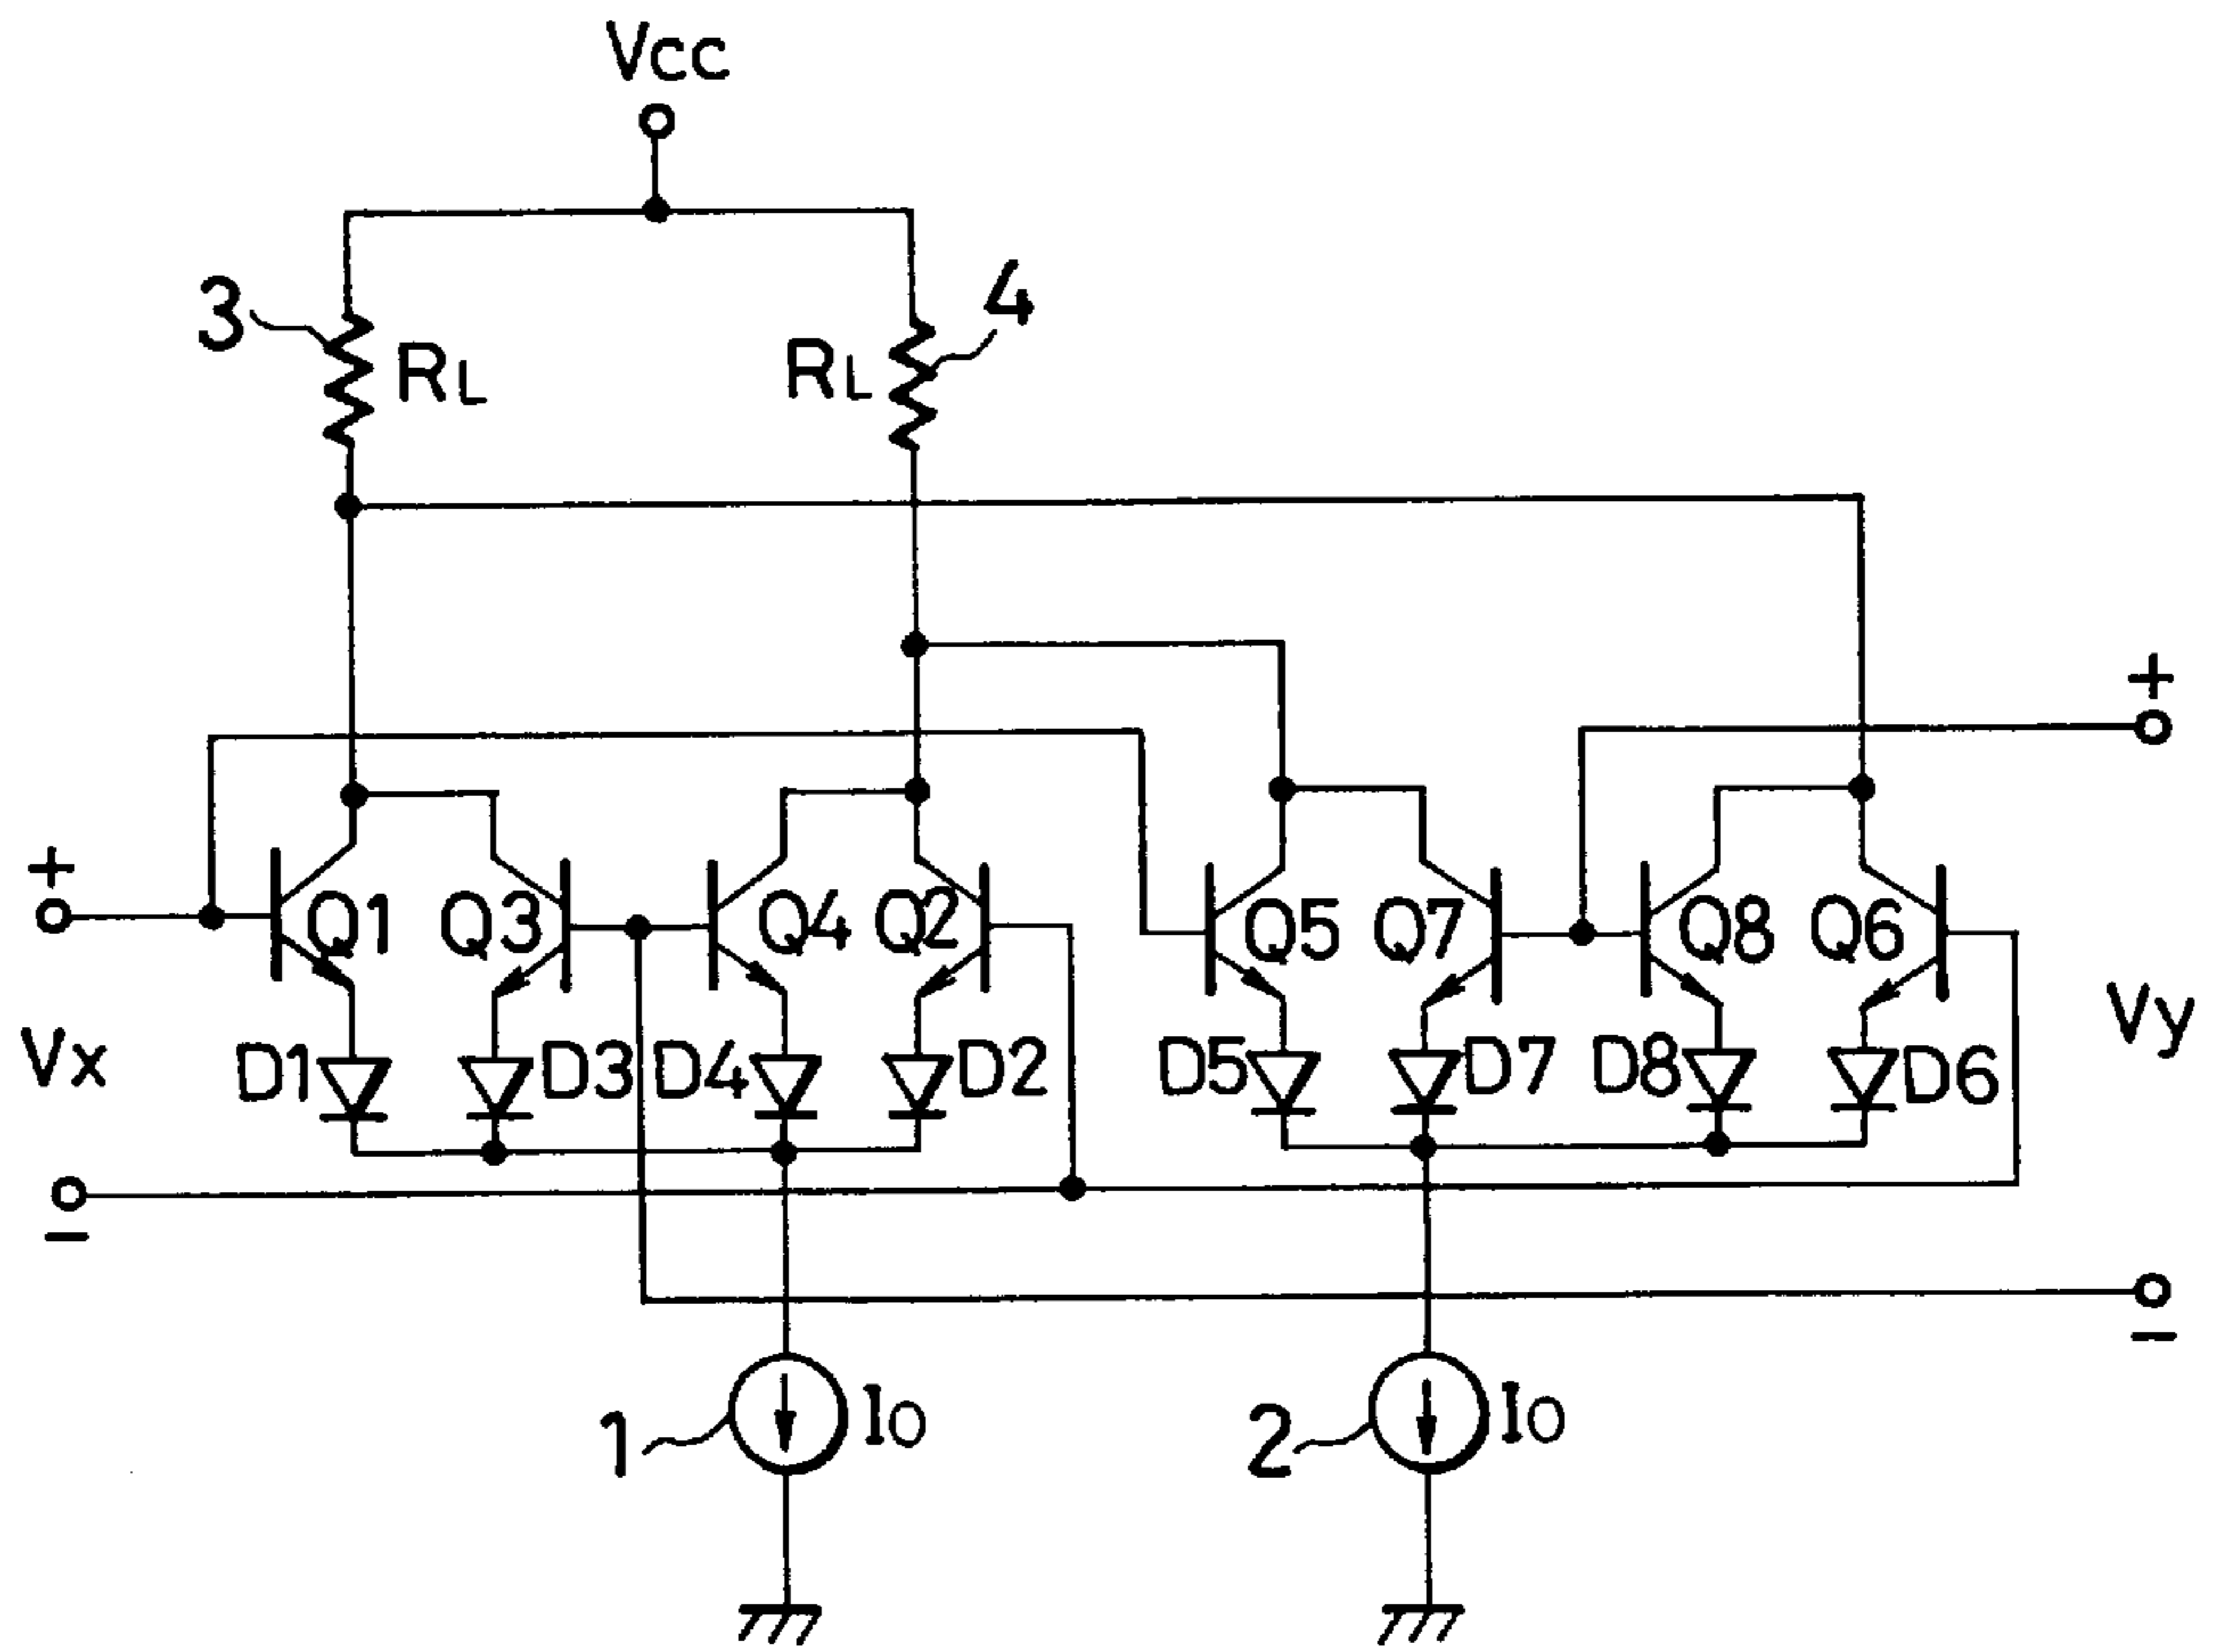 Vcc
3
RL
RL
4
+
+
Q1
Q3
Q4
Q2
Q5
Q7
Q8
Q6
Vx
D1
D3
D4
D2
D5
D7
D8
D6
Vy
−
−
1
Io
2
Io